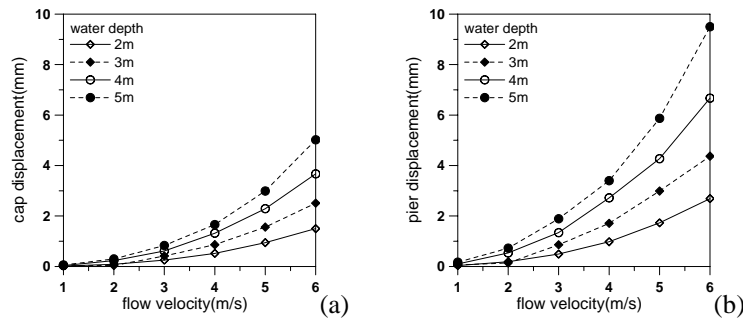 water depth
2m
3m
4m
5m
10
8
6
4
2
0
cap displacement(mm)
1 2 3 4 5 6
flow velocity(m/s)
(a)
water depth
2m
3m
4m
5m
10
8
6
4
2
0
pier displacement(mm)
1 2 3 4 5 6
flow velocity(m/s)
(b)